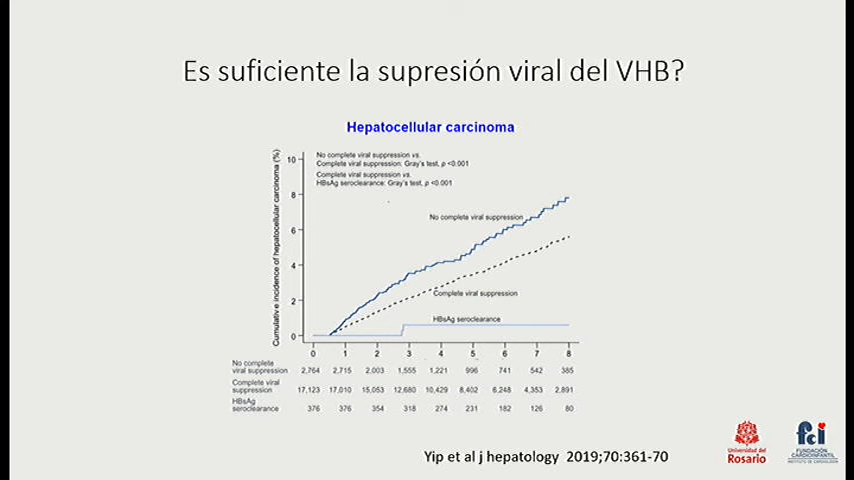 Es suficiente la supresión viral del VHB?
Hepatocellular carcinoma
Cumulative incidence of hepatocellular carcinoma (%)
10
8
6
4
2
0
No complete viral suppression vs.
Complete viral suppression: Gray's test, p <0.001
Complete viral suppression vs.
HBsAg seroclearance: Gray's test, p <0.001
No complete viral suppression
Complete viral suppression
HBsAg seroclearance
0 1 2 3 4 5 6 7 8
No complete
viral suppression 2,764 2,715 2,003 1,555 1,221 996 741 542 385
Complete viral
suppression 17,123 17,010 15,053 12,680 10,429 8,402 6,248 4,353 2,891
HBsAg
seroclearance 376 376 354 318 274 231 182 126 80
Yip et al j hepatology 2019;70:361-70
Universidad del
Rosario
fci
FUNDACIÓN
CARDIOINFANTIL
INSTITUTO DE CARDIOLOGÍA